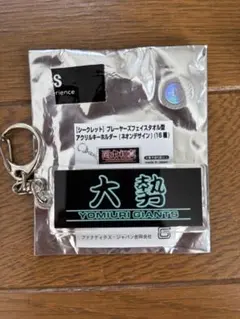 S
perience
[シークレット] プレーヤーズフェイスタオル型
アクリルキーホルダー (ネオンデザイン) (16種)
大勢
YOMIURI GIANTS